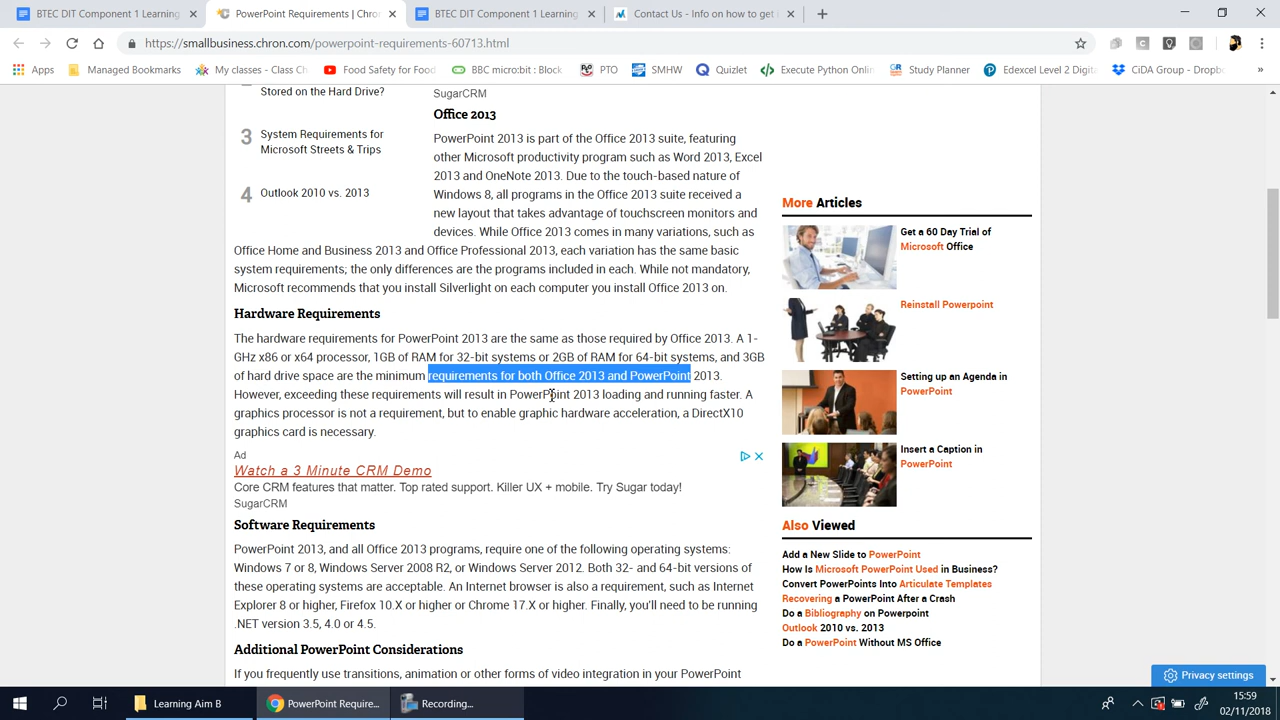 BTEC DIT Component 1 Learning
PowerPoint Requirements | Chro
BTEC DIT Component 1 Learning
Contact Us - Info on how to get i
https://smallbusiness.chron.com/powerpoint-requirements-60713.html
Apps
Managed Bookmarks
My classes - Class Ch
Food Safety for Food
BBC micro:bit : Block
PTO
SMHW
Quizlet
Execute Python Onlin
Study Planner
Edexcel Level 2 Digit
CiDA Group - Dropb
»
Stored on the Hard Drive?
3 System Requirements for
Microsoft Streets & Trips
4 Outlook 2010 vs. 2013
SugarCRM
Office 2013
PowerPoint 2013 is part of the Office 2013 suite, featuring
other Microsoft productivity program such as Word 2013, Excel
2013 and OneNote 2013. Due to the touch-based nature of
Windows 8, all programs in the Office 2013 suite received a
new layout that takes advantage of touchscreen monitors and
devices. While Office 2013 comes in many variations, such as
Office Home and Business 2013 and Office Professional 2013, each variation has the same basic
system requirements; the only differences are the programs included in each. While not mandatory,
Microsoft recommends that you install Silverlight on each computer you install Office 2013 on.
Hardware Requirements
The hardware requirements for PowerPoint 2013 are the same as those required by Office 2013. A 1-
GHz x86 or x64 processor, 1GB of RAM for 32-bit systems or 2GB of RAM for 64-bit systems, and 3GB
of hard drive space are the minimum requirements for both Office 2013 and PowerPoint 2013.
However, exceeding these requirements will result in PowerPoint 2013 loading and running faster. A
graphics processor is not a requirement, but to enable graphic hardware acceleration, a DirectX10
graphics card is necessary.
Ad
Watch a 3 Minute CRM Demo
Core CRM features that matter. Top rated support. Killer UX + mobile. Try Sugar today!
SugarCRM
Software Requirements
PowerPoint 2013, and all Office 2013 programs, require one of the following operating systems:
Windows 7 or 8, Windows Server 2008 R2, or Windows Server 2012. Both 32- and 64-bit versions of
these operating systems are acceptable. An Internet browser is also a requirement, such as Internet
Explorer 8 or higher, Firefox 10.X or higher or Chrome 17.X or higher. Finally, you'll need to be running
.NET version 3.5, 4.0 or 4.5.
Additional PowerPoint Considerations
If you frequently use transitions, animation or other forms of video integration in your PowerPoint
More Articles
Get a 60 Day Trial of
Microsoft Office
Reinstall Powerpoint
Setting up an Agenda in
PowerPoint
Insert a Caption in
PowerPoint
Also Viewed
Add a New Slide to PowerPoint
How Is Microsoft PowerPoint Used in Business?
Convert PowerPoints Into Articulate Templates
Recovering a PowerPoint After a Crash
Do a Bibliography on Powerpoint
Outlook 2010 vs. 2013
Do a PowerPoint Without MS Office
Privacy settings
Learning Aim B
PowerPoint Require...
Recording...
15:59
02/11/2018